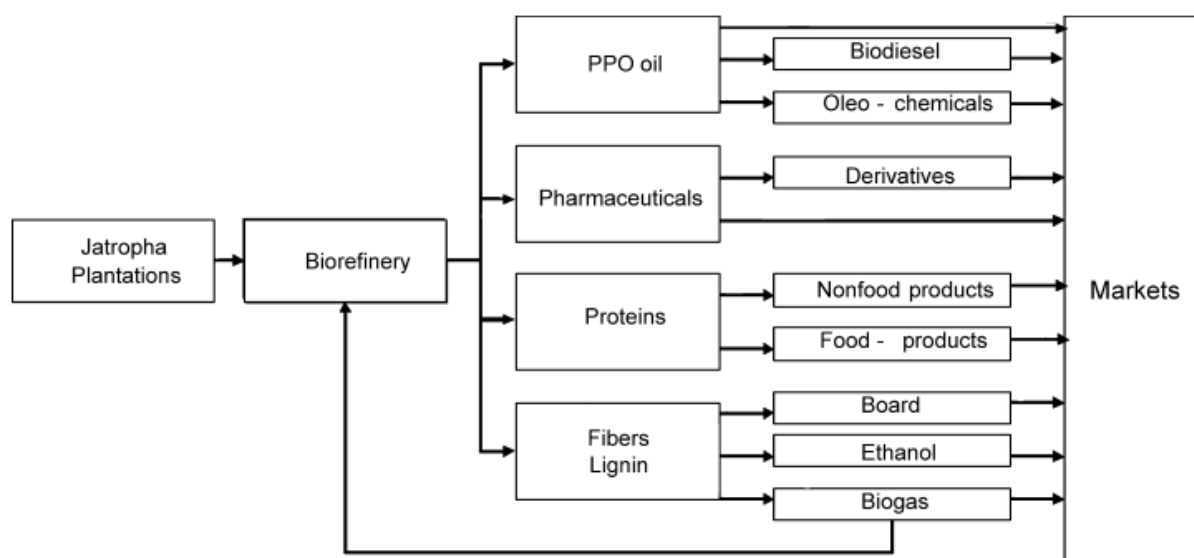 Jatropha
Plantations
Biorefinery
PPO oil
Pharmaceuticals
Proteins
Fibers
Lignin
Biodiesel
Oleo - chemicals
Derivatives
Nonfood products
Food - products
Board
Ethanol
Biogas
Markets